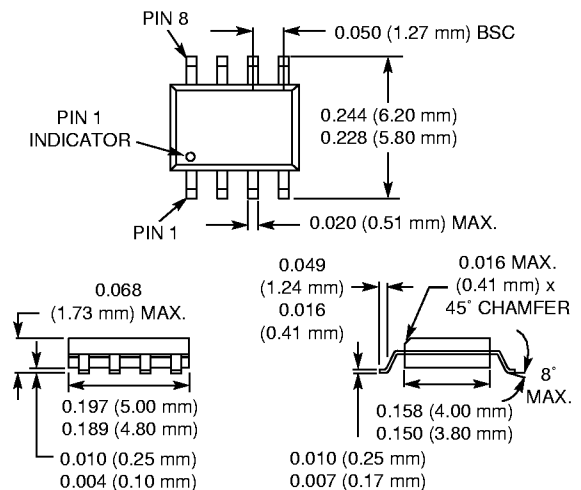 PIN 8
0.050 (1.27 mm) BSC
0.244 (6.20 mm)
0.228 (5.80 mm)
PIN 1
INDICATOR
PIN 1
0.020 (0.51 mm) MAX.
0.068
(1.73 mm) MAX.
0.197 (5.00 mm)
0.189 (4.80 mm)
0.010 (0.25 mm)
0.004 (0.10 mm)
0.049
(1.24 mm)
0.016
(0.41 mm)
0.016 MAX.
(0.41 mm) x
45° CHAMFER
8°
MAX.
0.158 (4.00 mm)
0.150 (3.80 mm)
0.010 (0.25 mm)
0.007 (0.17 mm)